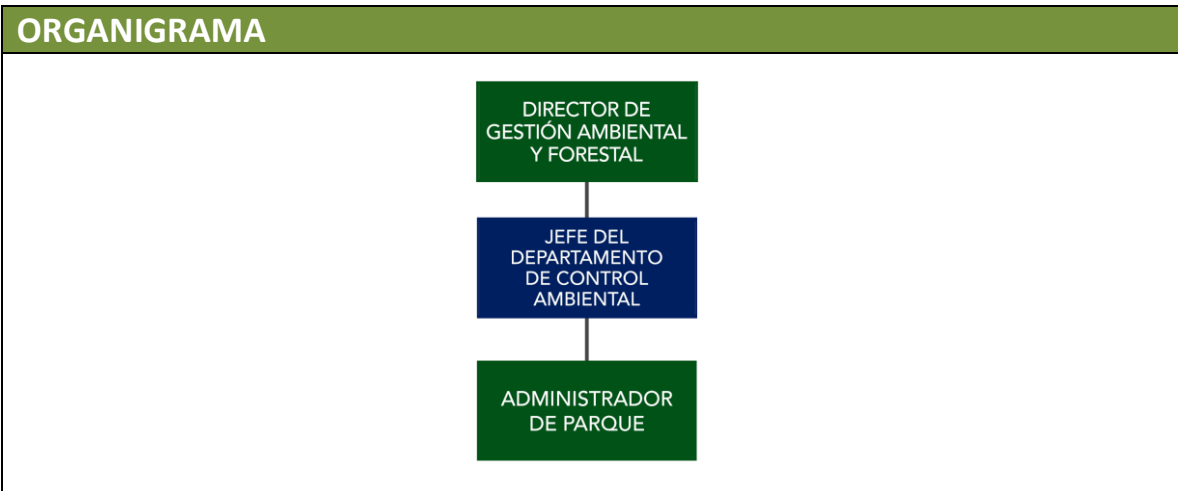 ORGANIGRAMA
DIRECTOR DE
GESTIÓN AMBIENTAL
Y FORESTAL
JEFE DEL
DEPARTAMENTO
DE CONTROL
AMBIENTAL
ADMINISTRADOR
DE PARQUE